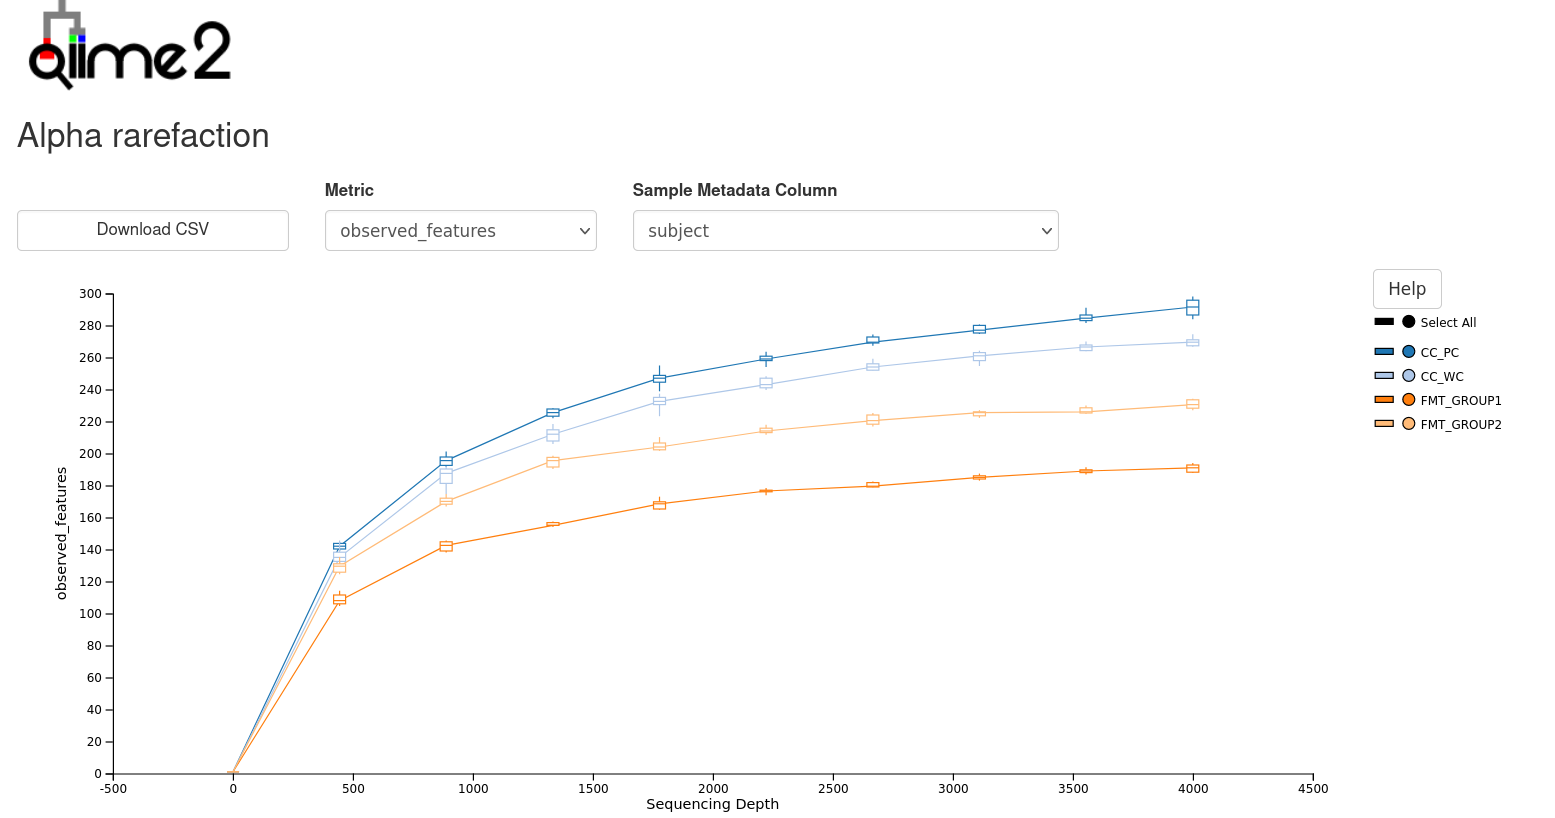 qiime2
Alpha rarefaction
Metric
Sample Metadata Column
Download CSV
observed_features
subject
Help
Select All
CC_PC
CC_WC
FMT_GROUP1
FMT_GROUP2
300
280
260
240
220
200
180
160
140
120
100
80
60
40
20
0
observed_features
-500 0 500 1000 1500 2000 2500 3000 3500 4000 4500
Sequencing Depth